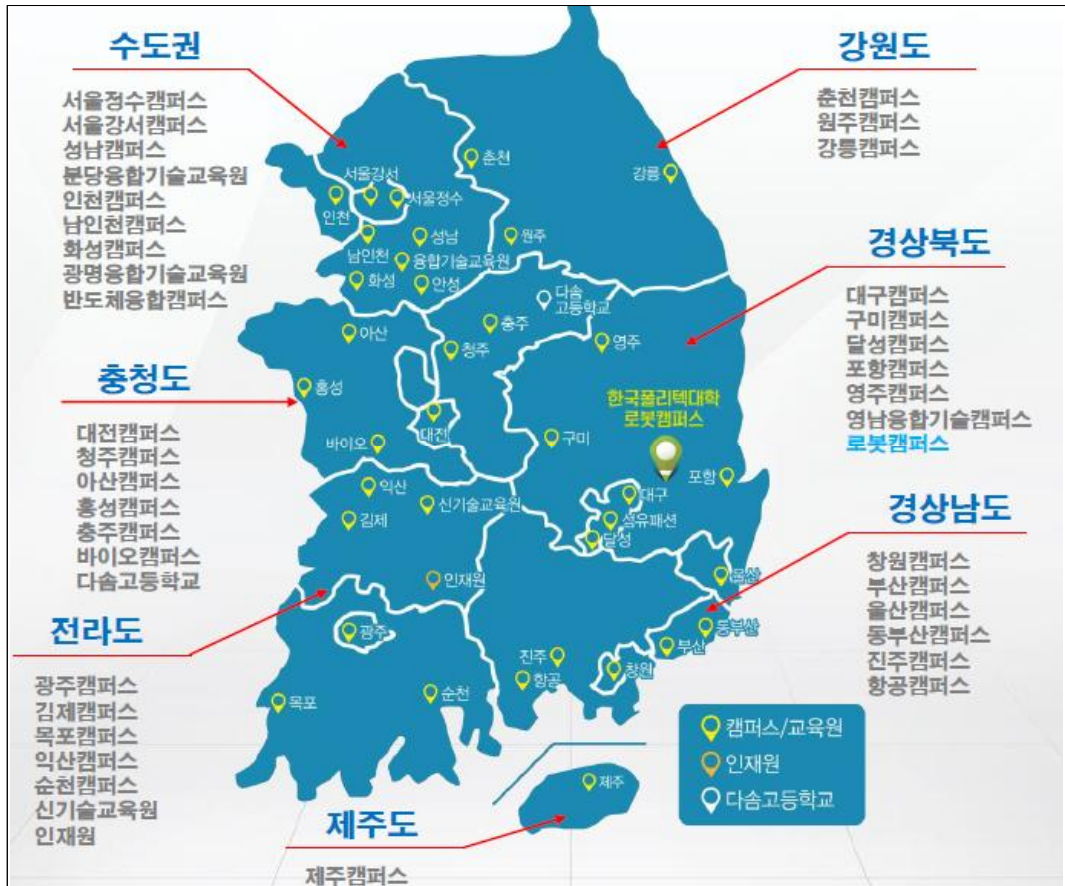 수도권
서울정수캠퍼스
서울강서캠퍼스
성남캠퍼스
분당융합기술교육원
인천캠퍼스
남인천캠퍼스
화성캠퍼스
광명융합기술교육원
반도체융합캠퍼스
강원도
춘천캠퍼스
원주캠퍼스
강릉캠퍼스
경상북도
대구캠퍼스
구미캠퍼스
달성캠퍼스
포항캠퍼스
영주캠퍼스
영남융합기술캠퍼스
로봇캠퍼스
충청도
대전캠퍼스
청주캠퍼스
아산캠퍼스
홍성캠퍼스
충주캠퍼스
바이오캠퍼스
다솜고등학교
경상남도
창원캠퍼스
부산캠퍼스
울산캠퍼스
동부산캠퍼스
진주캠퍼스
항공캠퍼스
전라도
광주캠퍼스
김제캠퍼스
목포캠퍼스
익산캠퍼스
순천캠퍼스
신기술교육원
인재원
제주도
제주캠퍼스
춘천
강릉
서울강서
인천
서울정수
남인천
성남
원주
융합기술교육원
화성
안성
다솜
고등학교
아산
충주
청주
영주
홍성
대전
바이오
한국폴리텍대학
로봇캠퍼스
구미
포항
익산
신기술교육원
김제
대구
섬유패션
달성
인재원
울산
광주
동부산
부산
진주
항공
창원
목포
순천
제주
캠퍼스/교육원
인재원
다솜고등학교